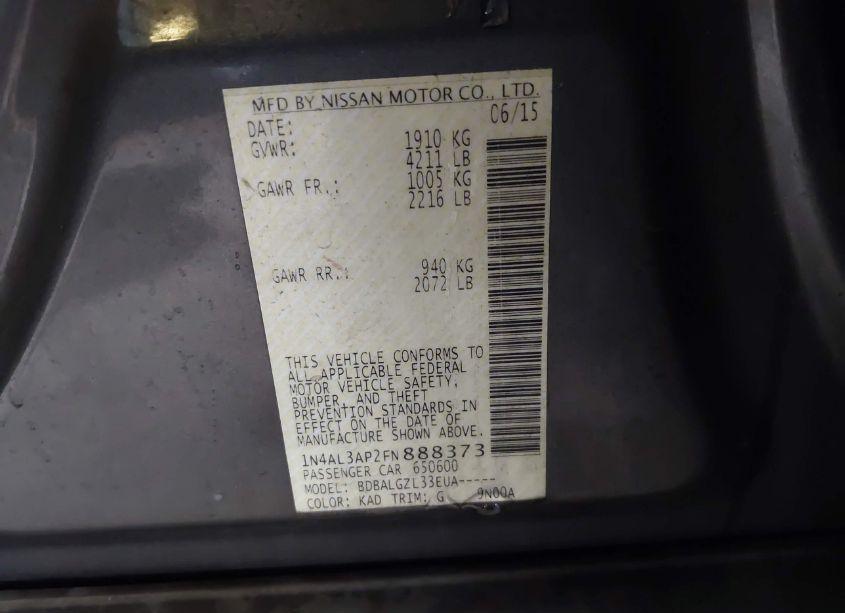 MFD BY NISSAN MOTOR CO., LTD.
DATE: 06/15
GVWR: 1910 KG
4211 LB
GAWR FR.: 1005 KG
2216 LB
GAWR RR.: 940 KG
2072 LB
THIS VEHICLE CONFORMS TO
ALL APPLICABLE FEDERAL
MOTOR VEHICLE SAFETY,
BUMPER, AND THEFT
PREVENTION STANDARDS IN
EFFECT ON THE DATE OF
MANUFACTURE SHOWN ABOVE.
1N4AL3AP2FN888373
PASSENGER CAR 650600
MODEL: BDBALGZL33EUA-----
COLOR: KAD TRIM: G 9N00A